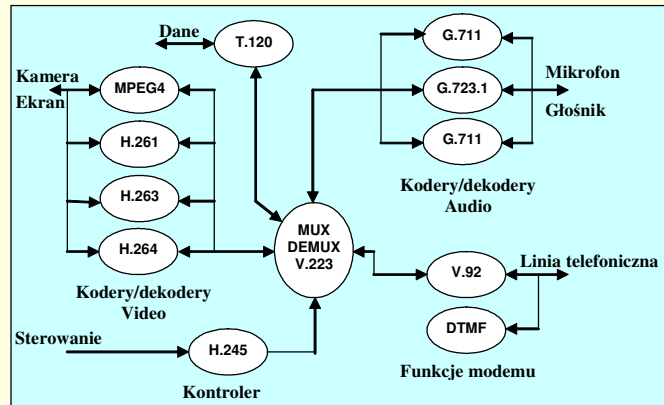 Dane
T.120
Kamera
Ekran
MPEG4
H.261
H.263
H.264
Kodery/dekodery
Video
G.711
G.723.1
G.711
Mikrofon
Głośnik
Kodery/dekodery
Audio
MUX
DEMUX
V.223
Linia telefoniczna
V.92
DTMF
Funkcje modemu
Sterowanie
H.245
Kontroler